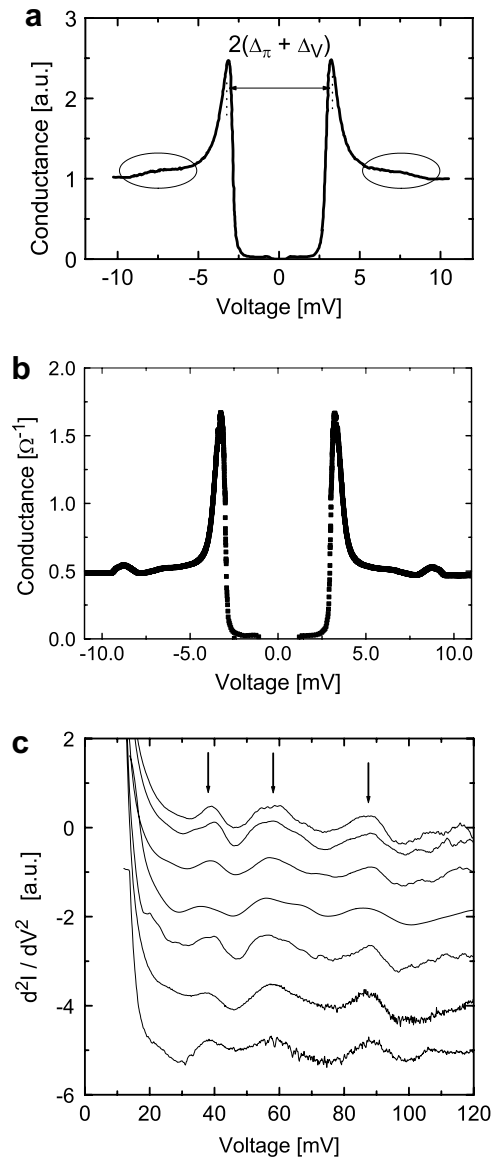 a
3
2
1
0
Conductance [a.u.]
2(Δπ + ΔV)
-10 -5 0 5 10
Voltage [mV]
b
2.0
1.5
1.0
0.5
0.0
Conductance [Ω-1]
-10.0 -5.0 0.0 5.0 10.0
Voltage [mV]
c
2
0
-2
-4
-6
d2I / dV2 [a.u.]
0 20 40 60 80 100 120
Voltage [mV]